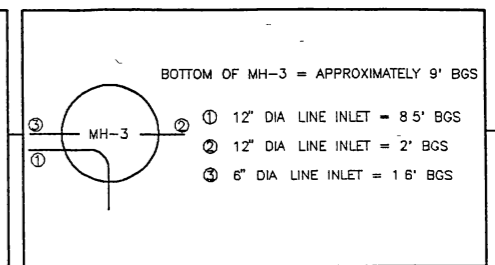 BOTTOM OF MH-3 = APPROXIMATELY 9' BGS
① 12" DIA LINE INLET = 8 5' BGS
② 12" DIA LINE INLET = 2' BGS
③ 6" DIA LINE INLET = 1 6' BGS
③ MH-3 ②
①